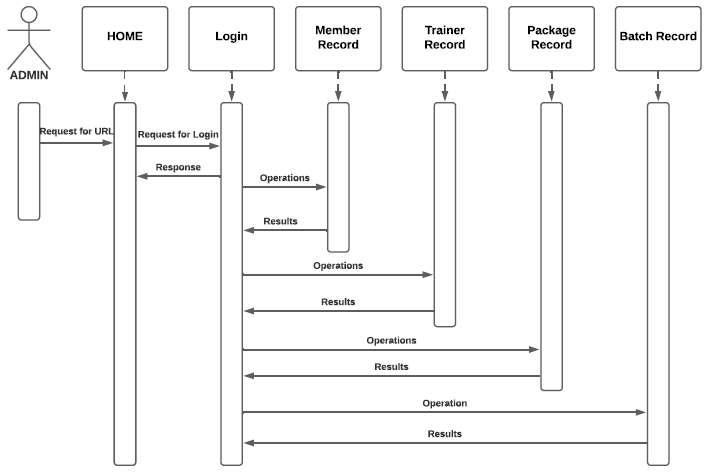 ADMIN
HOME
Login
Member
Record
Trainer
Record
Package
Record
Batch Record
Request for URL
Request for Login
Response
Operations
Results
Operations
Results
Operations
Results
Operation
Results